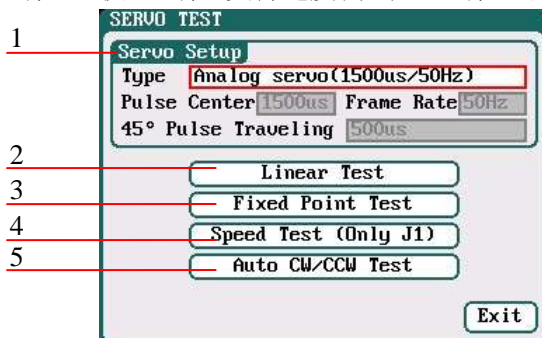 SERVO TEST
1
Servo Setup
Type Analog servo(1500us/50Hz)
Pulse Center 1500us Frame Rate 50Hz
45° Pulse Traveling 500us
2
Linear Test
3
Fixed Point Test
4
Speed Test (Only J1)
5
Auto CW/CCW Test
Exit